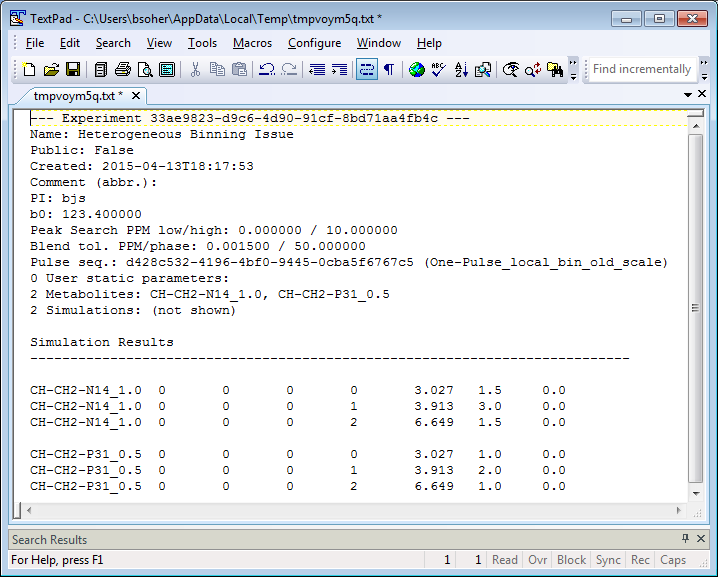 TextPad - C:\Users\bsoher\AppData\Local\Temp\tmpvoym5q.txt *
File Edit Search View Tools Macros Configure Window Help
Find incrementally
tmpvoym5q.txt *
--- Experiment 33ae9823-d9c6-4d90-91cf-8bd71aa4fb4c ---
Name: Heterogeneous Binning Issue
Public: False
Created: 2015-04-13T18:17:53
Comment (abbr.):
PI: bjs
b0: 123.400000
Peak Search PPM low/high: 0.000000 / 10.000000
Blend tol. PPM/phase: 0.001500 / 50.000000
Pulse seq.: d428c532-4196-4bf0-9445-0cba5f6767c5 (One-Pulse_local_bin_old_scale)
0 User static parameters:
2 Metabolites: CH-CH2-N14_1.0, CH-CH2-P31_0.5
2 Simulations: (not shown)
Simulation Results
---------------------------------------------------------------------------
CH-CH2-N14_1.0 0 0 0 0 3.027 1.5 0.0
CH-CH2-N14_1.0 0 0 0 1 3.913 3.0 0.0
CH-CH2-N14_1.0 0 0 0 2 6.649 1.5 0.0
CH-CH2-P31_0.5 0 0 0 0 3.027 1.0 0.0
CH-CH2-P31_0.5 0 0 0 1 3.913 2.0 0.0
CH-CH2-P31_0.5 0 0 0 2 6.649 1.0 0.0
Search Results
For Help, press F1 1 1 Read Ovr Block Sync Rec Caps